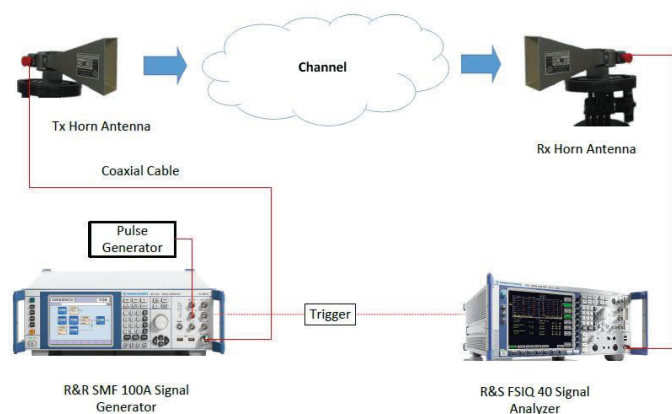 Channel
Tx Horn Antenna
Rx Horn Antenna
Coaxial Cable
Pulse
Generator
Trigger
R&R SMF 100A Signal
Generator
R&S FSIQ 40 Signal
Analyzer